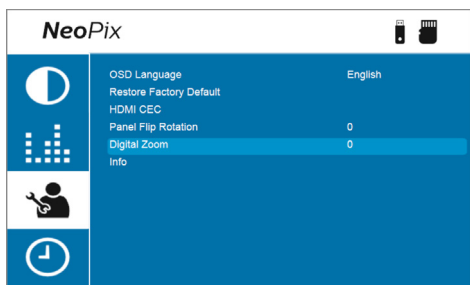 NeoPix
OSD Language English
Restore Factory Default
HDMI CEC
Panel Flip Rotation 0
Digital Zoom 0
Info